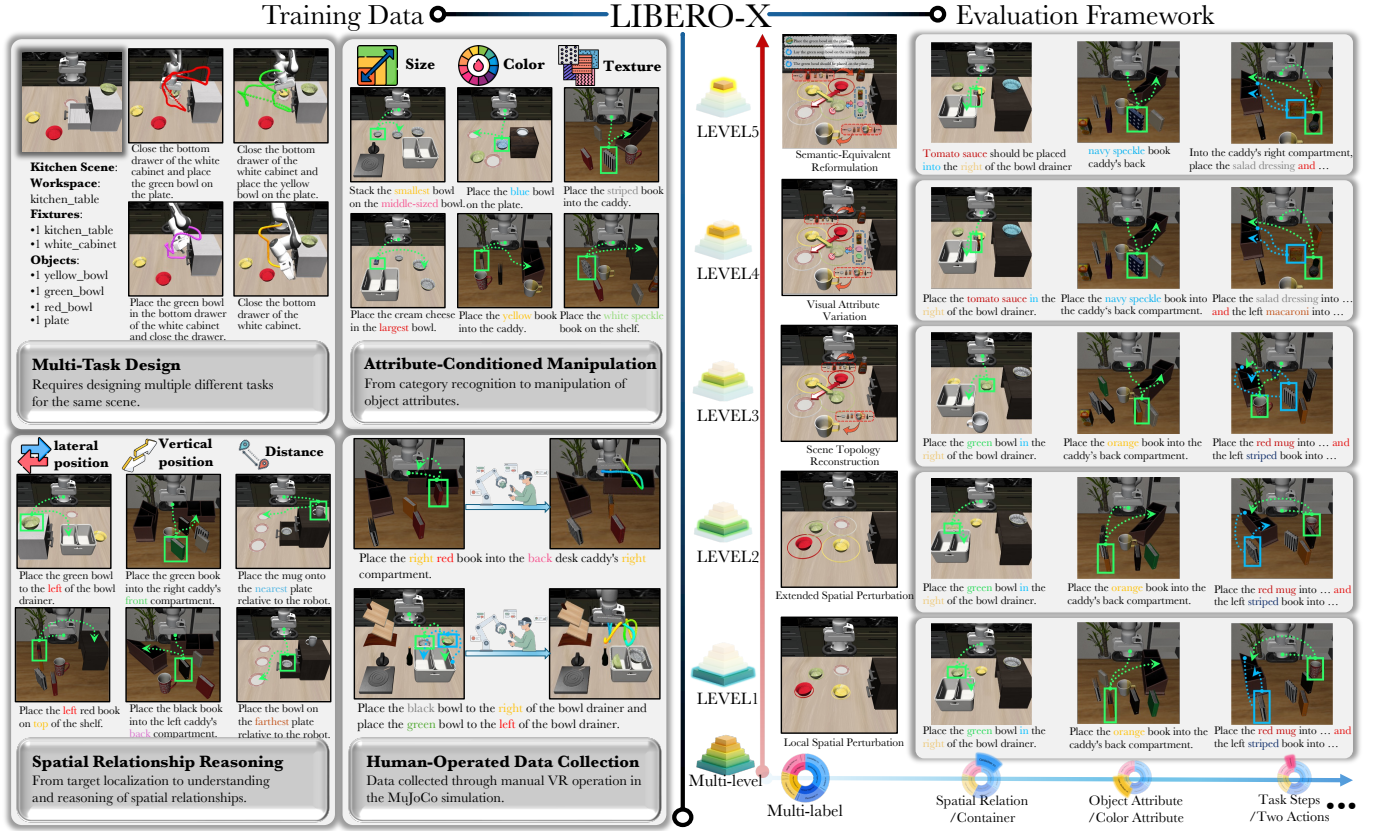 Training Data
LIBERO-X
Evaluation Framework
Kitchen Scene:
Workspace:
kitchen_table
Fixtures:
•1 kitchen_table
•1 white_cabinet
Objects:
•1 yellow_bowl
•1 green_bowl
•1 red_bowl
•1 plate
Close the bottom
drawer of the white
cabinet and place
the green bowl on
the plate.
Close the bottom
drawer of the
white cabinet and
place the yellow
bowl on the plate.
Place the green bowl
in the bottom drawer
of the white cabinet
and close the drawer.
Close the bottom
drawer of the
white cabinet.
Multi-Task Design
Requires designing multiple different tasks
for the same scene.
Size
Color
Texture
Stack the smallest bowl
on the middle-sized bowl.
Place the blue bowl
on the plate.
Place the striped book
into the caddy.
Place the cream cheese
in the largest bowl.
Place the yellow book
into the caddy.
Place the white speckle
book on the shelf.
Attribute-Conditioned Manipulation
From category recognition to manipulation of
object attributes.
lateral
position
Vertical
position
Distance
Place the green bowl
to the left of the bowl
drainer.
Place the green book
into the right caddy's
front compartment.
Place the mug onto
the nearest plate
relative to the robot.
Place the left red book
on top of the shelf.
Place the black book
into the left caddy's
back compartment.
Place the bowl on
the farthest plate
relative to the robot.
Spatial Relationship Reasoning
From target localization to understanding
and reasoning of spatial relationships.
Place the right red book into the back desk caddy's right
compartment.
Place the black bowl to the right of the bowl drainer and
place the green bowl to the left of the bowl drainer.
Human-Operated Data Collection
Data collected through manual VR operation in
the MuJoCo simulation.
LEVEL5
LEVEL4
LEVEL3
LEVEL2
LEVEL1
Multi-level
Semantic-Equivalent
Reformulation
Tomato sauce should be placed
into the right of the bowl drainer
navy speckle book
caddy's back
Into the caddy's right compartment,
place the salad dressing and …
Visual Attribute
Variation
Place the tomato sauce in the
right of the bowl drainer.
Place the navy speckle book into
the caddy's back compartment.
Place the salad dressing into …
and the left macaroni into …
Scene Topology
Reconstruction
Place the green bowl in the
right of the bowl drainer.
Place the orange book into the
caddy's back compartment.
Place the red mug into … and
the left striped book into …
Extended Spatial Perturbation
Place the green bowl in the
right of the bowl drainer.
Place the orange book into the
caddy's back compartment.
Place the red mug into … and
the left striped book into …
Local Spatial Perturbation
Place the green bowl in the
right of the bowl drainer.
Place the orange book into the
caddy's back compartment.
Place the red mug into … and
the left striped book into …
Multi-label
Spatial Relation
/Container
Object Attribute
/Color Attribute
Task Steps
/Two Actions